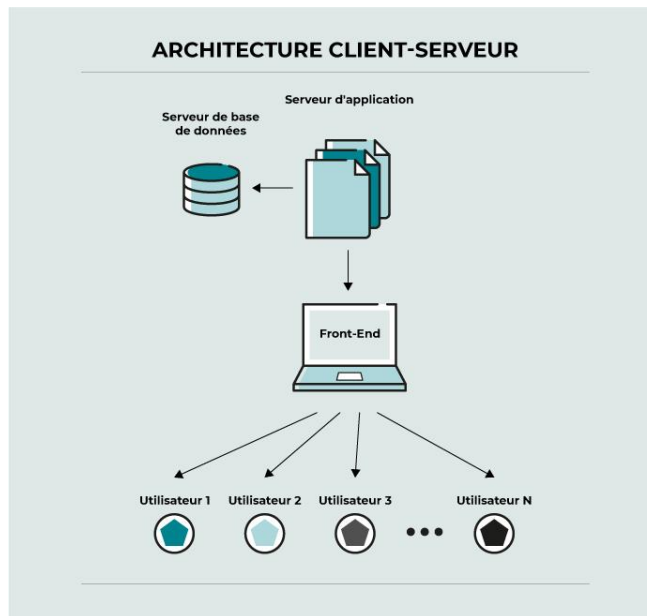 ARCHITECTURE CLIENT-SERVEUR
Serveur d'application
Serveur de base
de données
Front-End
Utilisateur 1
Utilisateur 2
Utilisateur 3
Utilisateur N